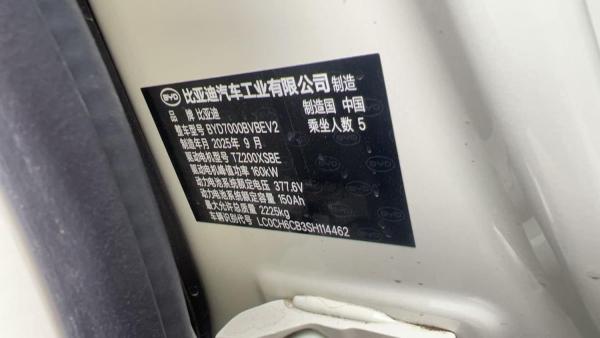 BYD 比亚迪汽车工业有限公司 制造
品 牌 比亚迪 制造国 中国
整车型号 BYD7000BVBEV2 乘坐人数 5
制造年月 2025年 9 月
驱动电机型号 TZ200XSBE
驱动电机峰值功率 160kW
动力电池系统额定电压 377.6V
动力电池系统额定容量 150Ah
最大允许总质量 2225kg
车辆识别代号 LC0CH6CB3SH114462